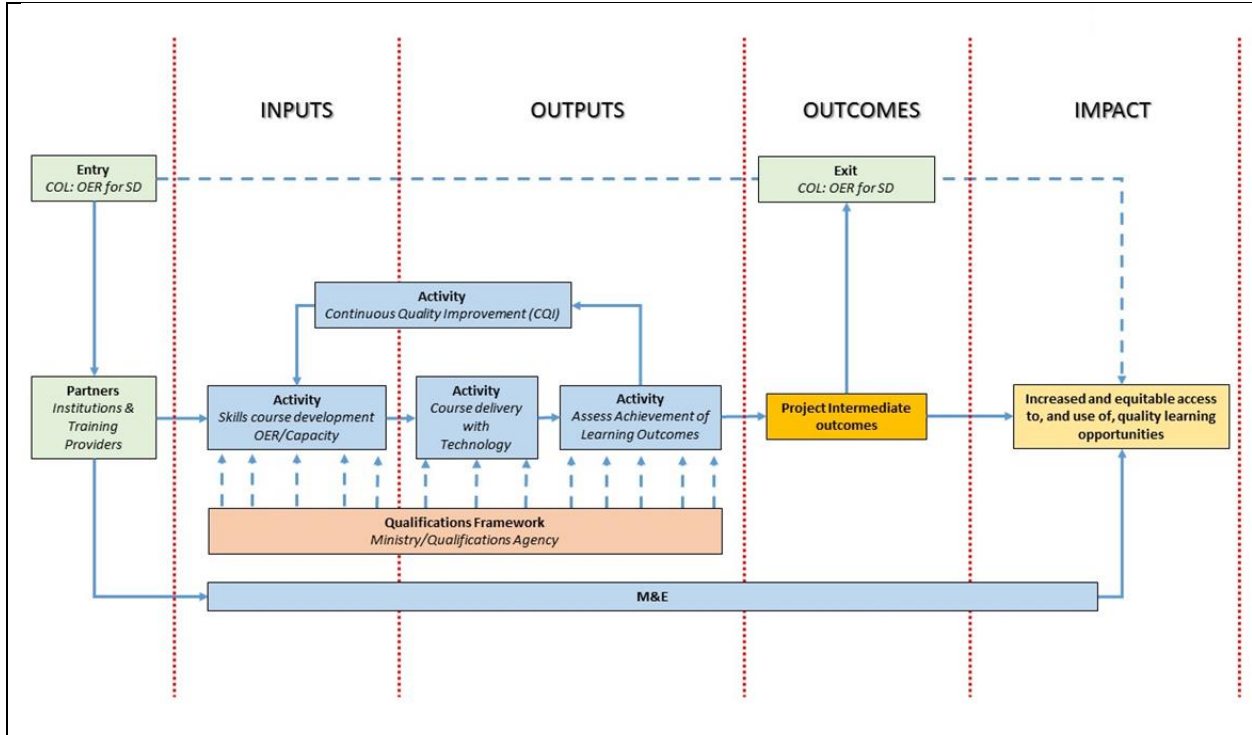 INPUTS
OUTPUTS
OUTCOMES
IMPACT
Entry
COL: OER for SD
Exit
COL: OER for SD
Activity
Continuous Quality Improvement (CQI)
Partners
Institutions &
Training
Providers
Activity
Skills course development
OER/Capacity
Activity
Course delivery
with
Technology
Activity
Assess Achievement of
Learning Outcomes
Project Intermediate
outcomes
Increased and equitable access
to, and use of, quality learning
opportunities
Qualifications Framework
Ministry/Qualifications Agency
M&E